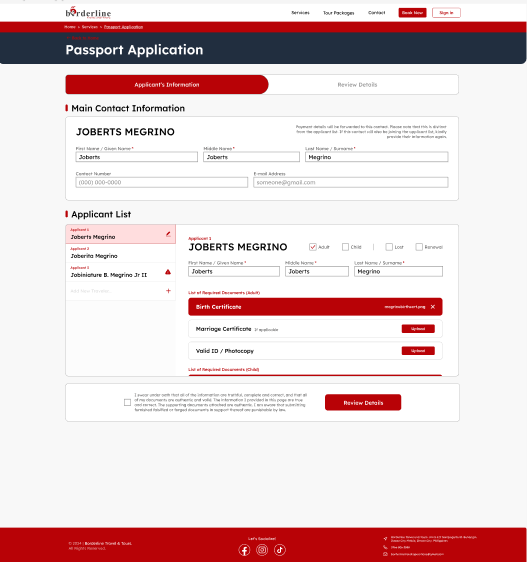 borderline
Services
Tour Packages
Contact
Book Now
Sign in
Home > Services > Passport Application
Passport Application
Applicant's Information
Review Details
Main Contact Information
JOBERTS MEGRINO
Payment details will be forwarded to this contact. Please note that this is distinct
from the applicant list. If this contact will also be joining the applicant list, kindly
provide their information again.
First Name / Given Name *
Middle Name *
Last Name / Surname *
Joberts
Joberts
Megrino
Contact Number
E-mail Address
(000) 000-0000
someone@gmail.com
Applicant List
Applicant 1
Joberts Megrino
Applicant 2
Joberita Megrino
Applicant 3
Jobiniature B. Megrino Jr II
Add New Person
Applicant 1
JOBERTS MEGRINO
Adult
Child
Lost
Renewal
First Name / Given Name *
Middle Name *
Last Name / Surname *
Joberts
Joberts
Megrino
List of Required Documents (Adult)
Birth Certificate
Marriage Certificate If applicable
Upload
Valid ID / Photocopy
Upload
List of Required Documents (Child)
I swear under oath that all of the information are truthful, complete and correct, and that all
of my documents are authentic and valid. The information I provided in this page are true
and correct. The supporting documents attached are authentic. I am aware that submitting
furnished falsified or forged documents in support thereof are punishable by law.
Review Details
© 2024 | Borderline Travel & Tours.
All Rights Reserved.
Let's Socialize!